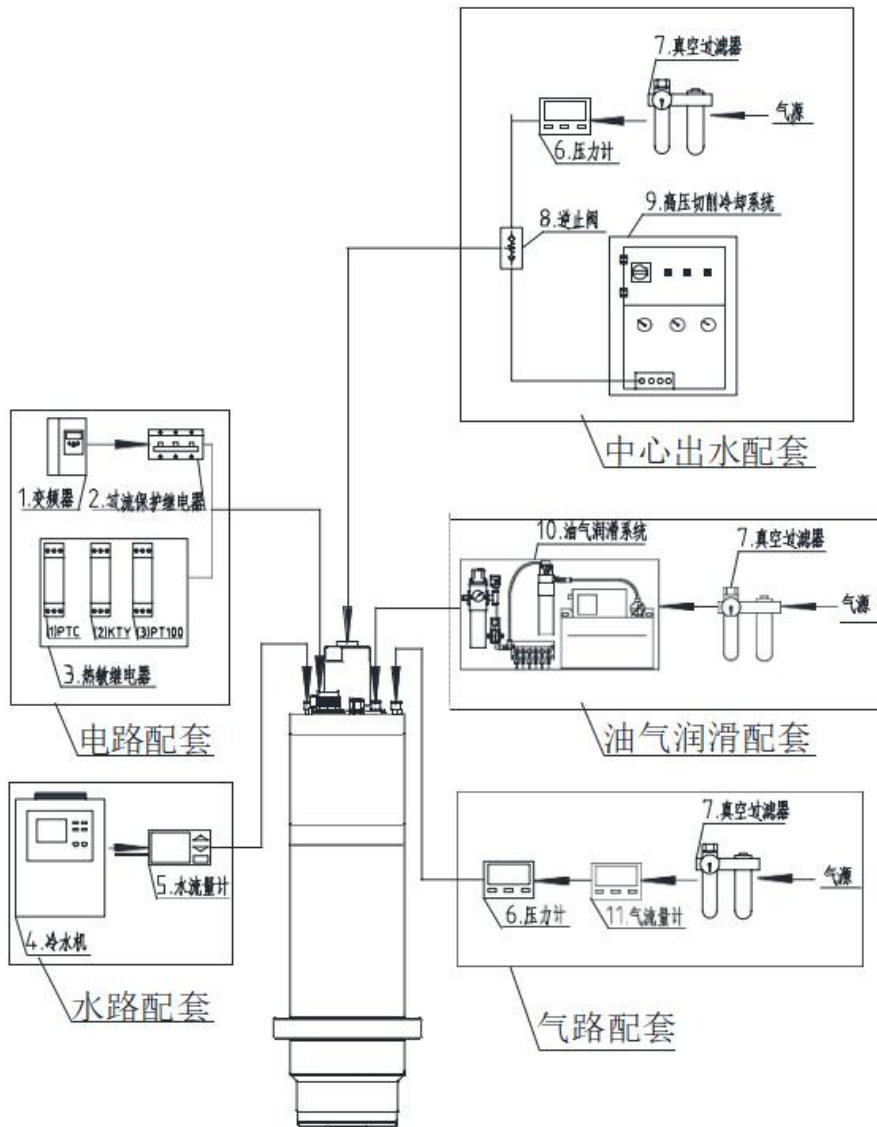 7.真空过滤器
气源
6.压力计
9.高压切削冷却系统
8.逆止阀
中心出水配套
1.变频器
2.过流保护继电器
(1)PTC
(2)KTY
(3)PT100
3.热敏继电器
电路配套
10.油气润滑系统
7.真空过滤器
气源
油气润滑配套
5.水流量计
4.冷水机
水路配套
7.真空过滤器
气源
6.压力计
11.气流量计
气路配套